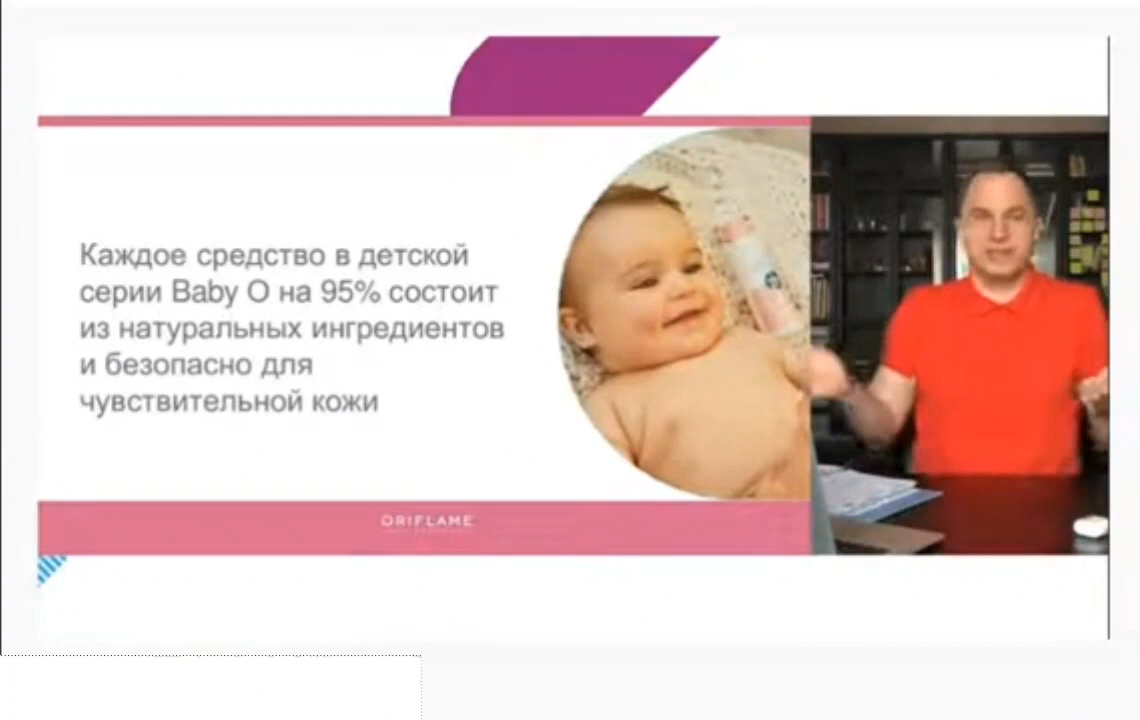 Каждое средство в детской
серии Baby O на 95% состоит
из натуральных ингредиентов
и безопасно для
чувствительной кожи
ORIFLAME